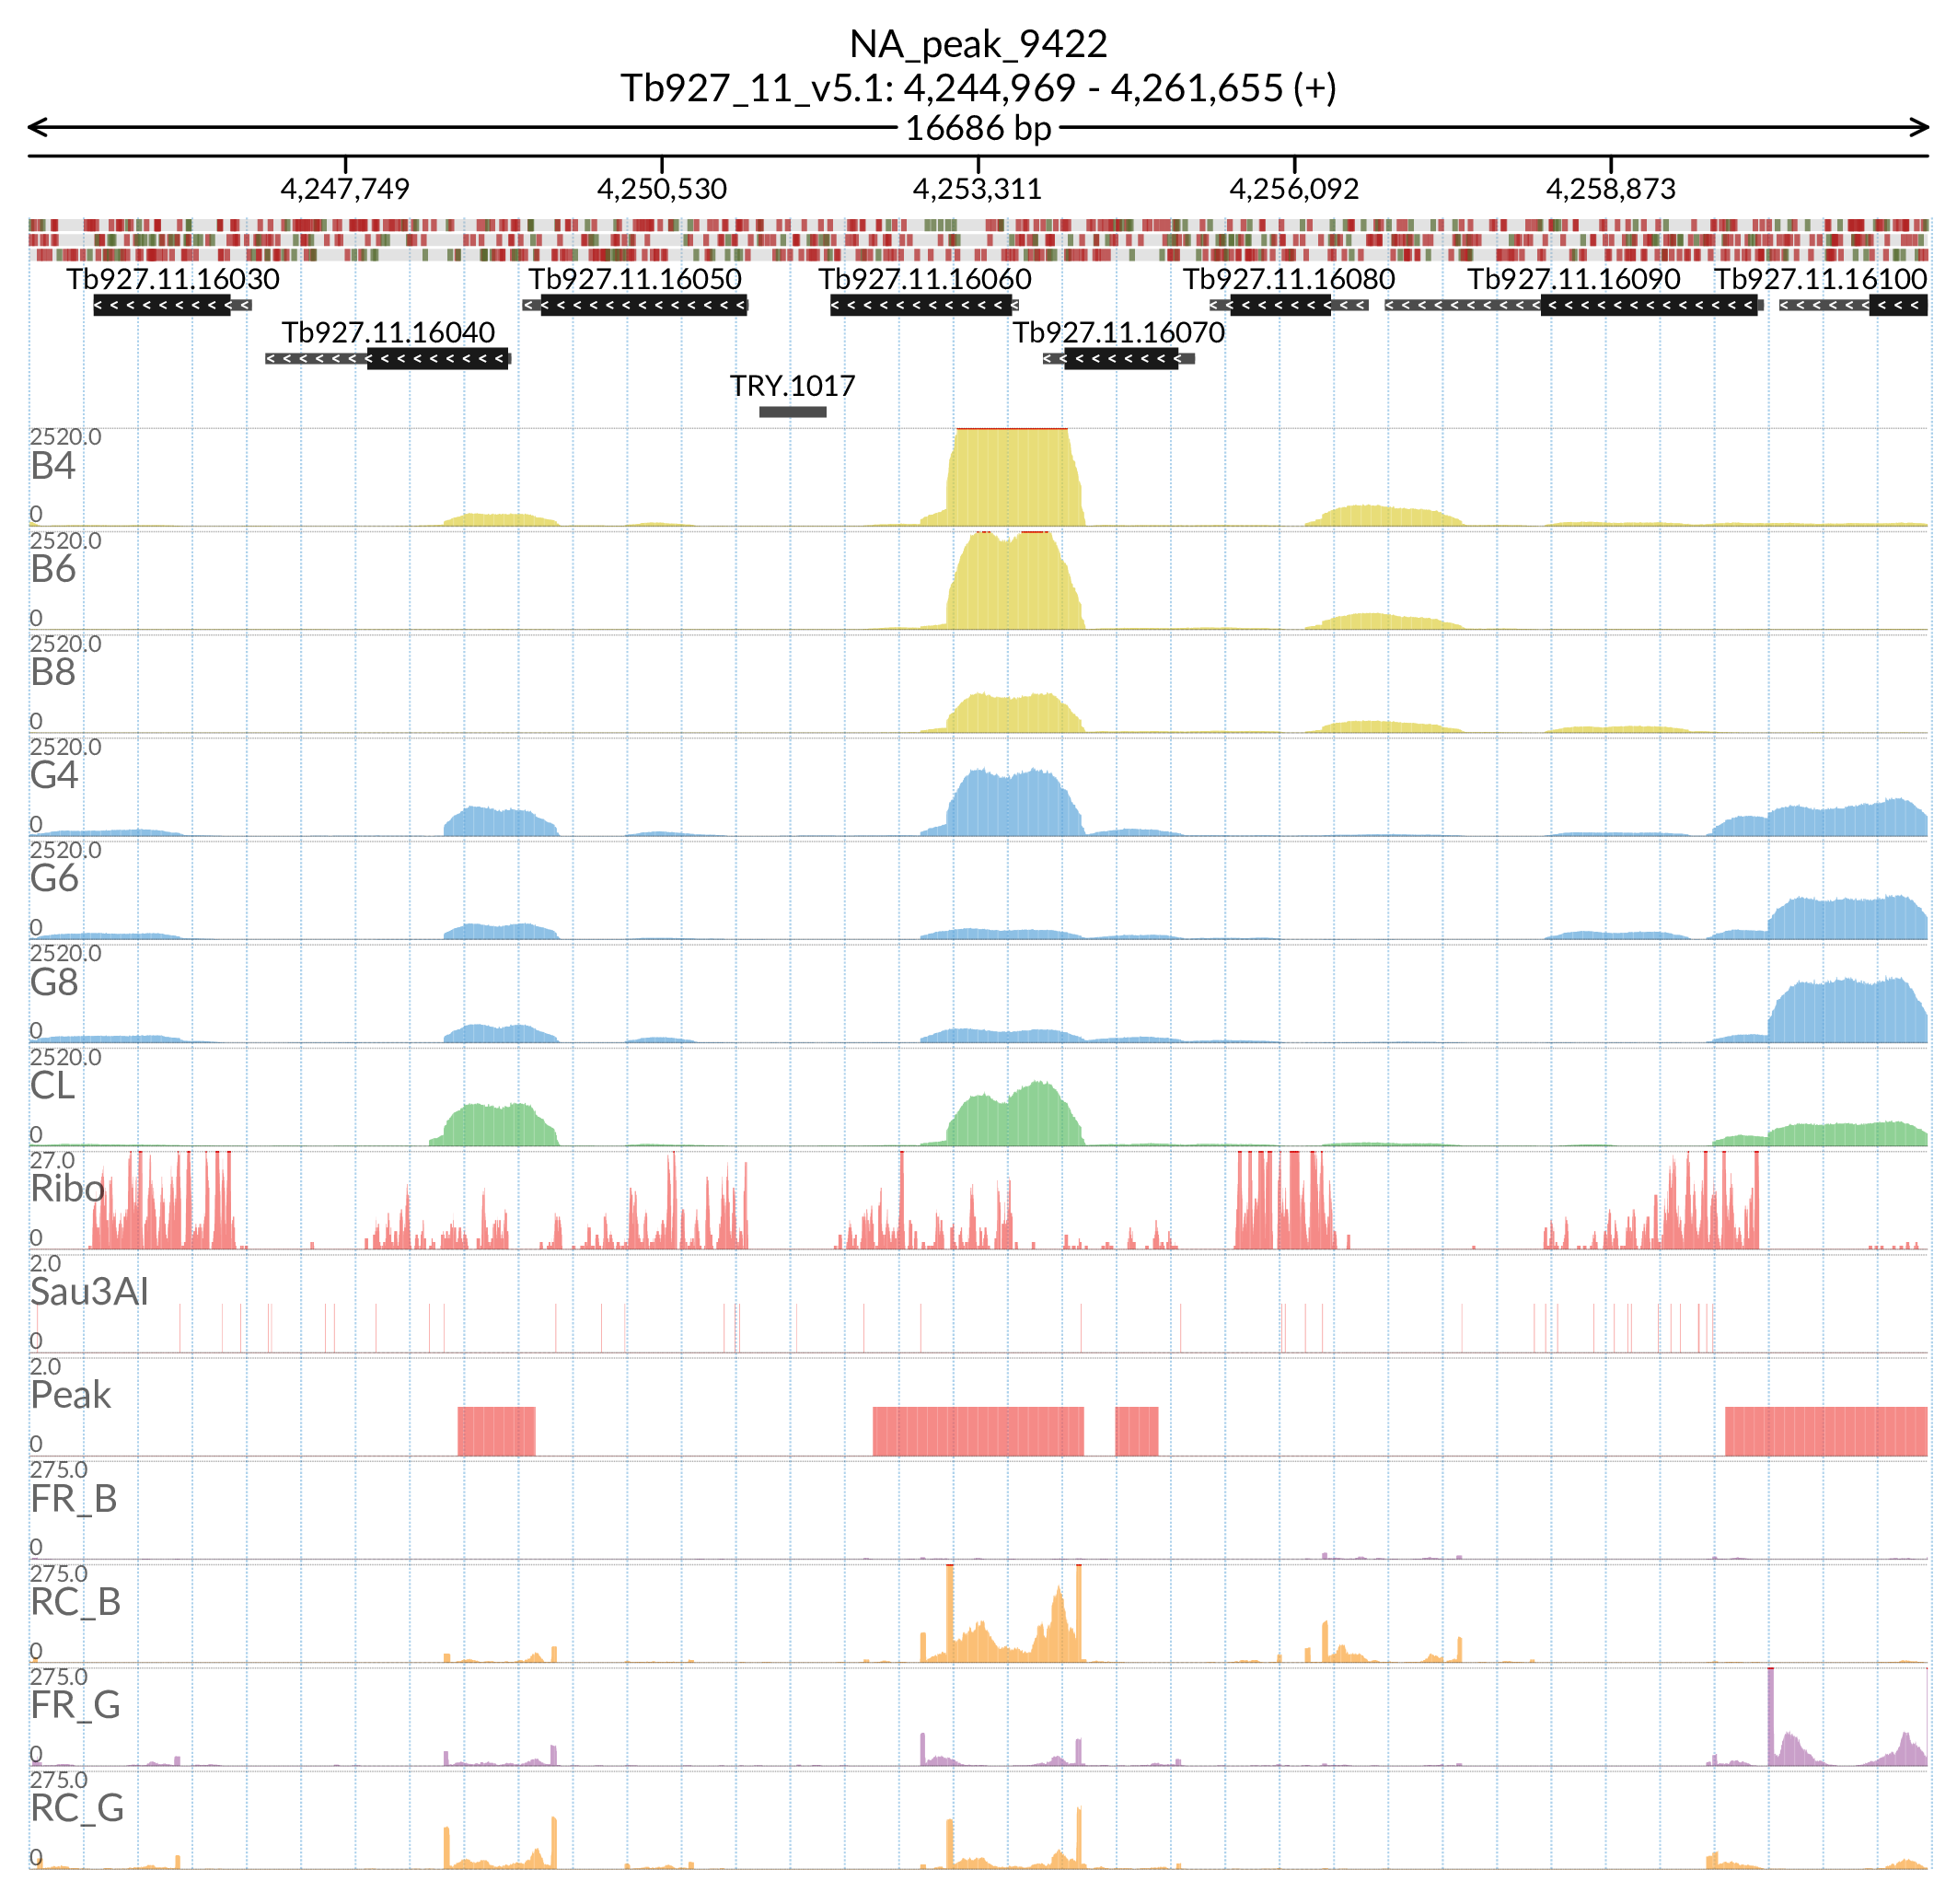 NA_peak_9422
Tb927_11_v5.1: 4,244,969 - 4,261,655 (+)
16686 bp
4,247,749 4,250,530 4,253,311 4,256,092 4,258,873
Tb927.11.16030 Tb927.11.16050 Tb927.11.16060 Tb927.11.16080 Tb927.11.16090 Tb927.11.16100
Tb927.11.16040 Tb927.11.16070
TRY.1017
2520.0
B4
0
2520.0
B6
0
2520.0
B8
0
2520.0
G4
0
2520.0
G6
0
2520.0
G8
0
2520.0
CL
0
27.0
Ribo
0
2.0
Sau3AI
0
2.0
Peak
0
275.0
FR_B
0
275.0
RC_B
0
275.0
FR_G
0
275.0
RC_G
0